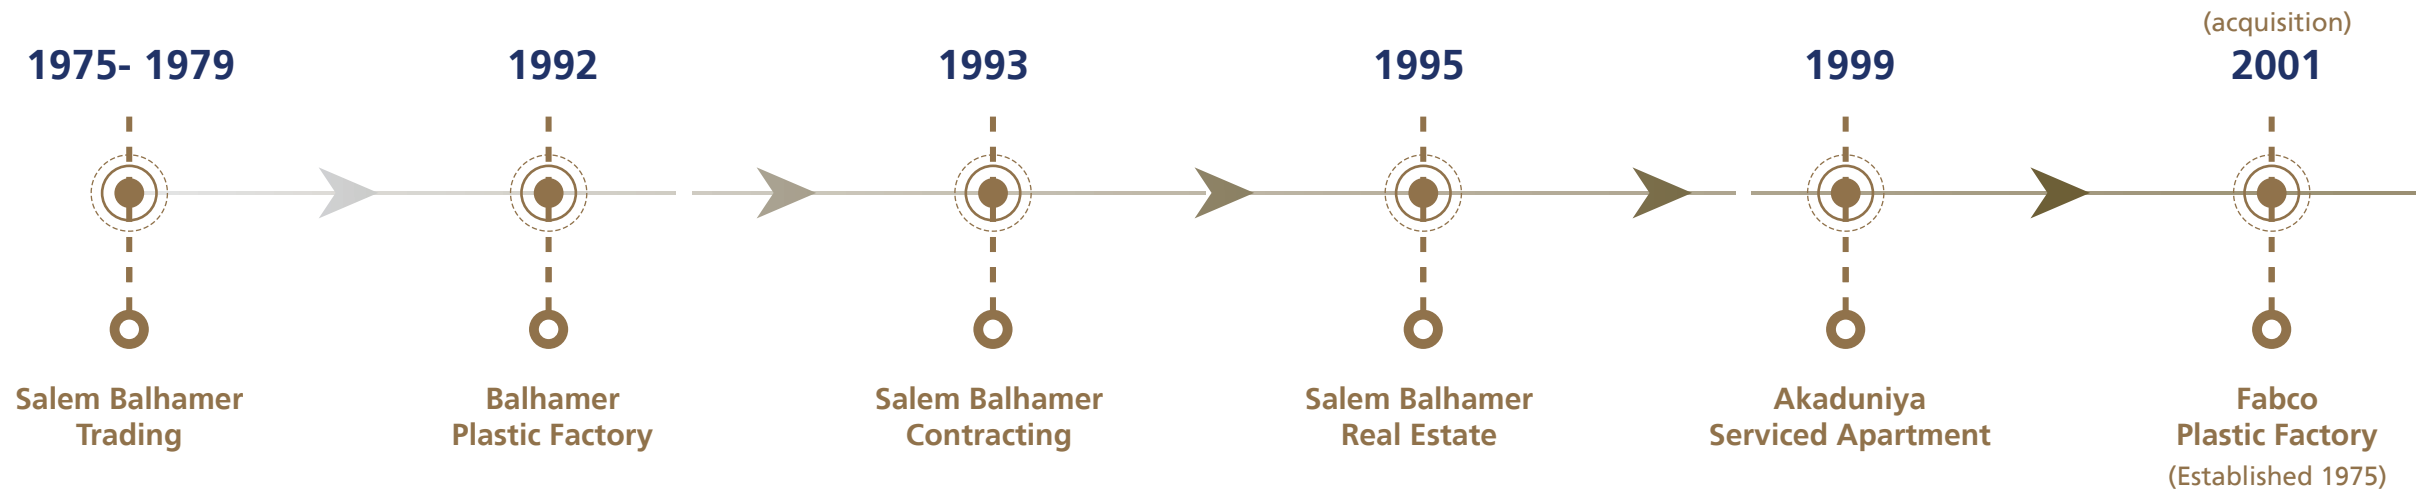 1975- 1979
Salem Balhamer
Trading
1992
Balhamer
Plastic Factory
1993
Salem Balhamer
Contracting
1995
Salem Balhamer
Real Estate
1999
Akaduniya
Serviced Apartment
(acquisition)
2001
Fabco
Plastic Factory
(Established 1975)